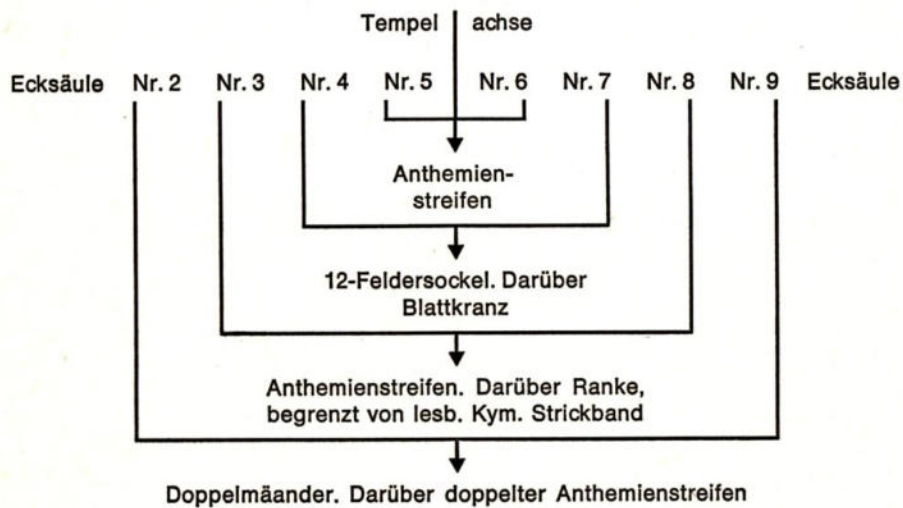 Tempel achse
Ecksäule Nr. 2 Nr. 3 Nr. 4 Nr. 5 Nr. 6 Nr. 7 Nr. 8 Nr. 9 Ecksäule
Anthemien-
streifen
12-Feldersockel. Darüber
Blattkranz
Anthemienstreifen. Darüber Ranke,
begrenzt von lesb. Kym. Strickband
Doppelmäander. Darüber doppelter Anthemienstreifen